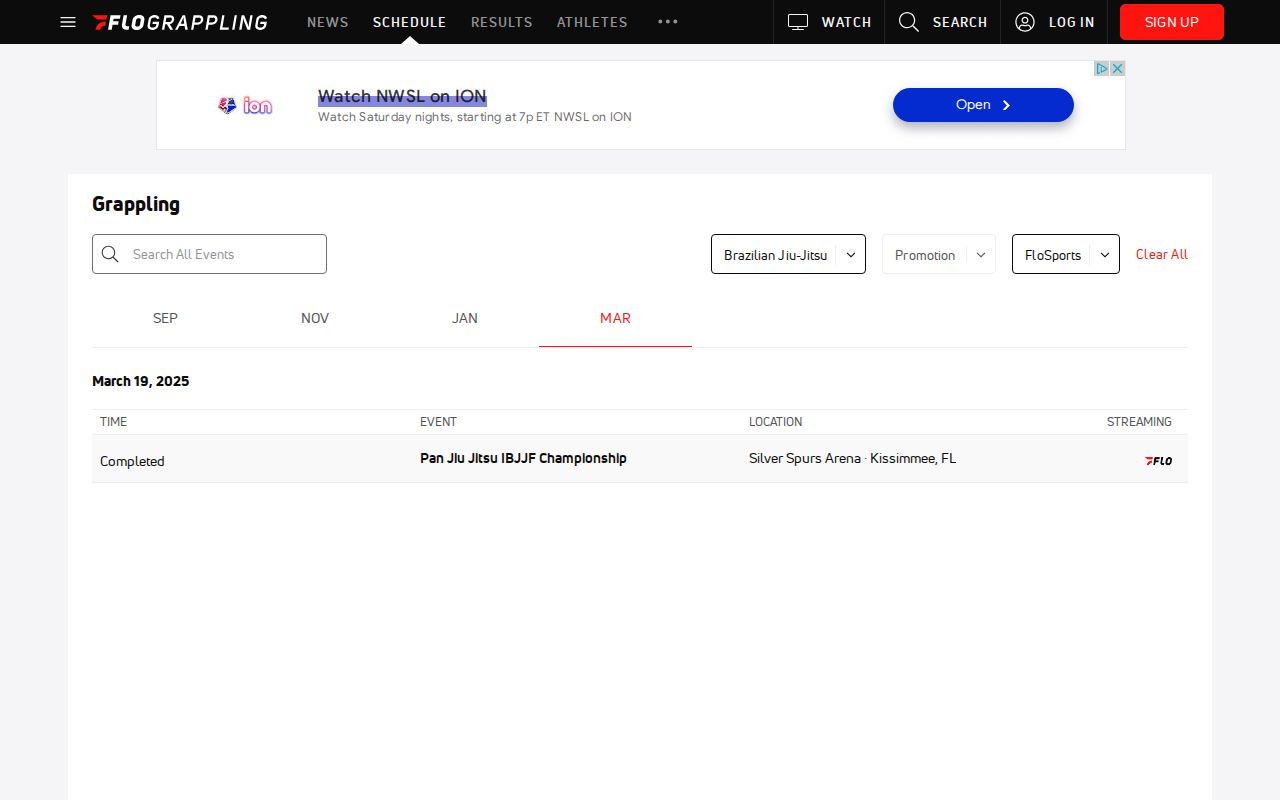 FLOGRAPPLING NEWS SCHEDULE RESULTS ATHLETES WATCH SEARCH LOG IN SIGN UP
ion
Watch NWSL on ION
Watch Saturday nights, starting at 7p ET NWSL on ION
Open
Grappling
Search All Events
Brazilian Jiu-Jitsu
Promotion
FloSports
Clear All
SEP NOV JAN MAR
March 19, 2025
TIME EVENT LOCATION STREAMING
Completed Pan Jiu Jitsu IBJJF Championship Silver Spurs Arena · Kissimmee, FL FLO